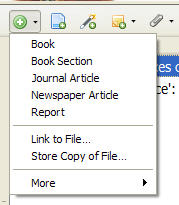 Book
Book Section
Journal Article
Newspaper Article
Report
Link to File...
Store Copy of File...
More